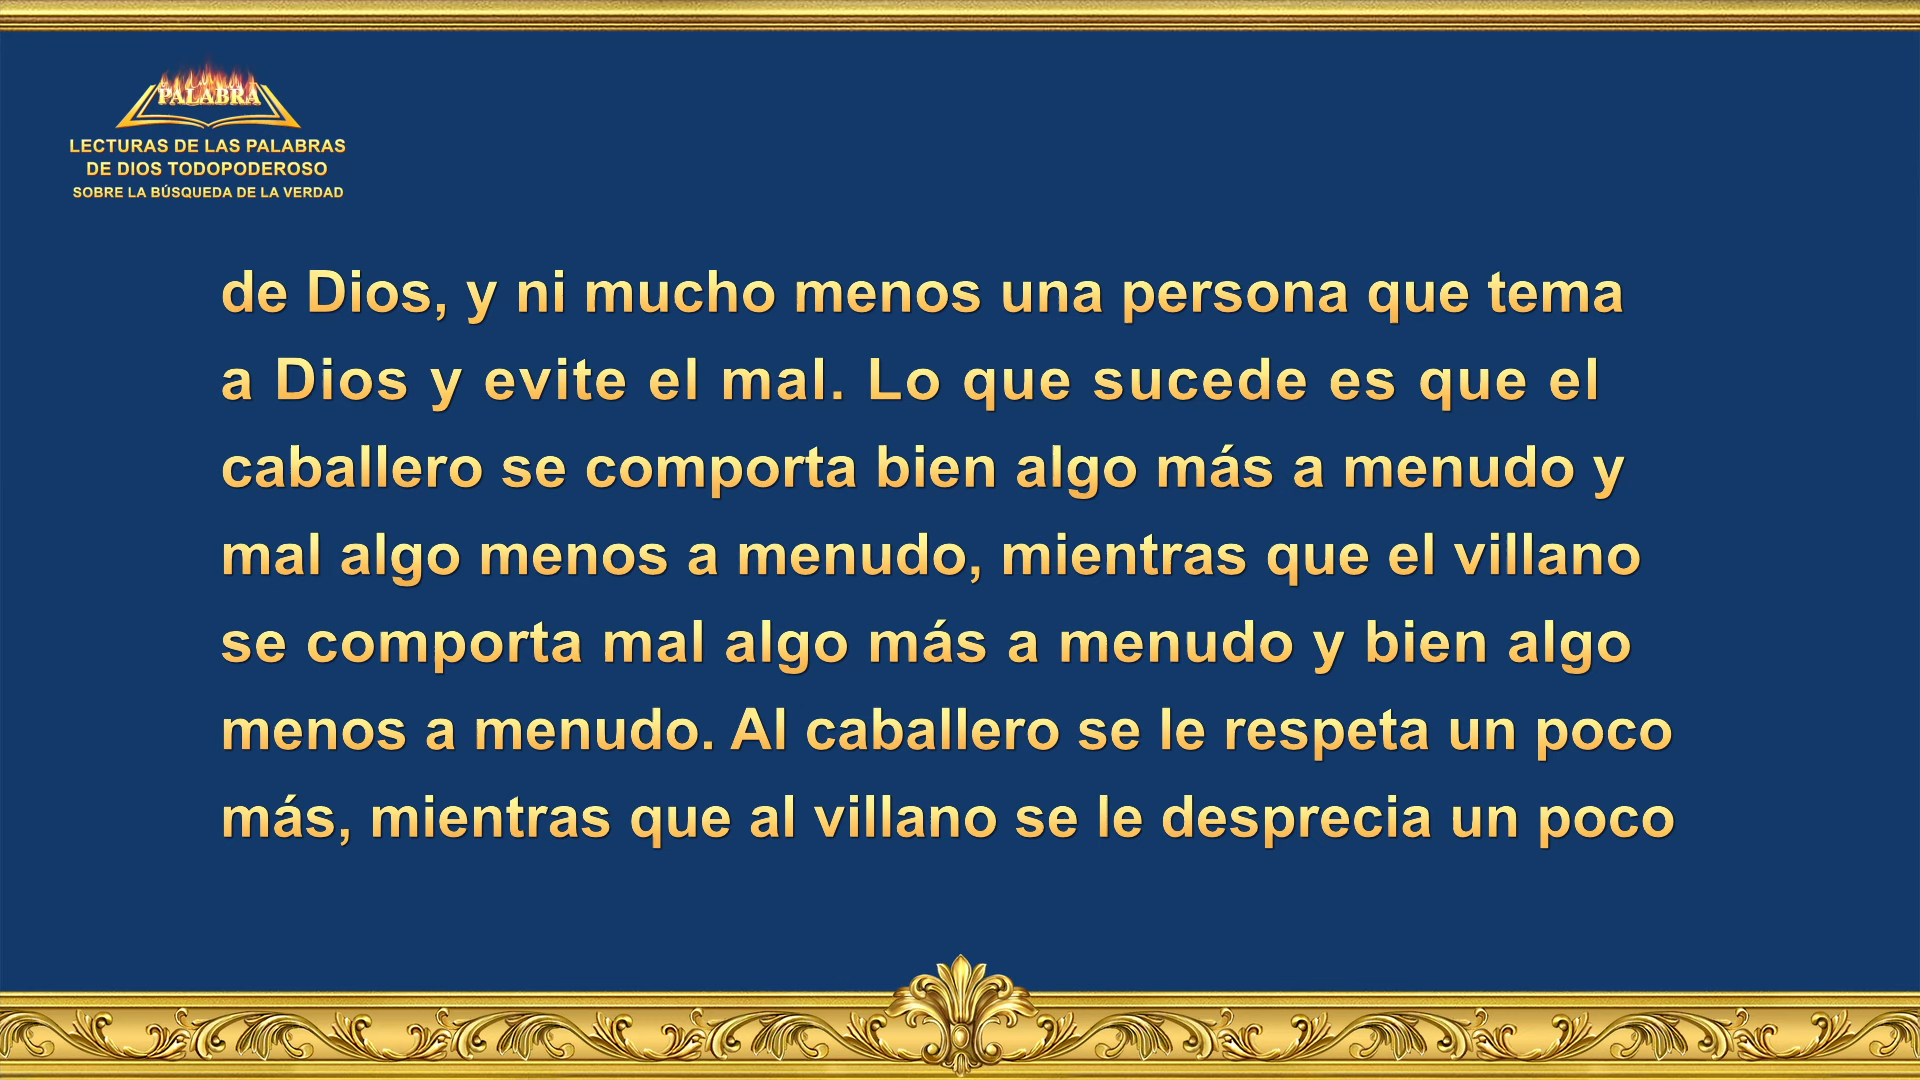 PALABRA
LECTURAS DE LAS PALABRAS
DE DIOS TODOPODEROSO
SOBRE LA BÚSQUEDA DE LA VERDAD
de Dios, y ni mucho menos una persona que tema
a Dios y evite el mal. Lo que sucede es que el
caballero se comporta bien algo más a menudo y
mal algo menos a menudo, mientras que el villano
se comporta mal algo más a menudo y bien algo
menos a menudo. Al caballero se le respeta un poco
más, mientras que al villano se le desprecia un poco